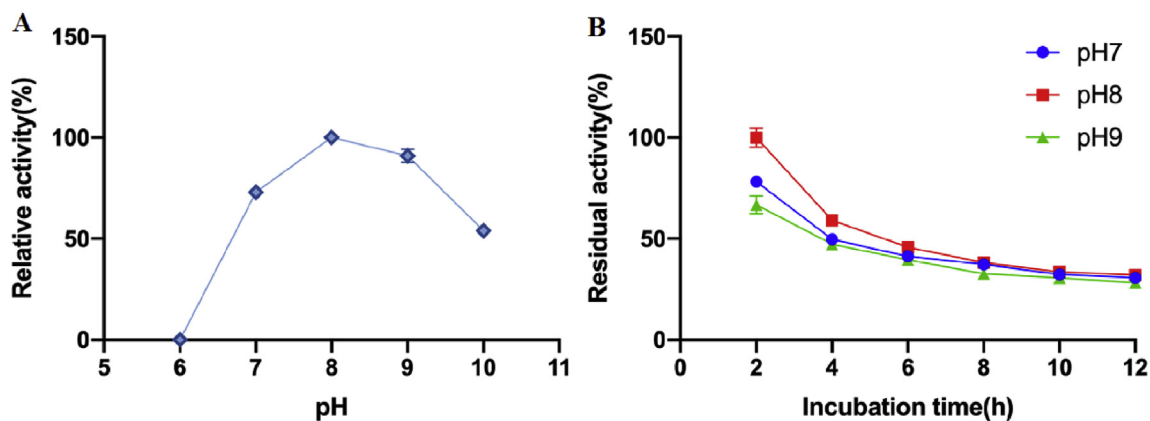 A
150
100
50
0
Relative activity(%)
5 6 7 8 9 10 11
pH
B
150
100
50
0
Residual activity(%)
0 2 4 6 8 10 12
Incubation time(h)
pH7
pH8
pH9